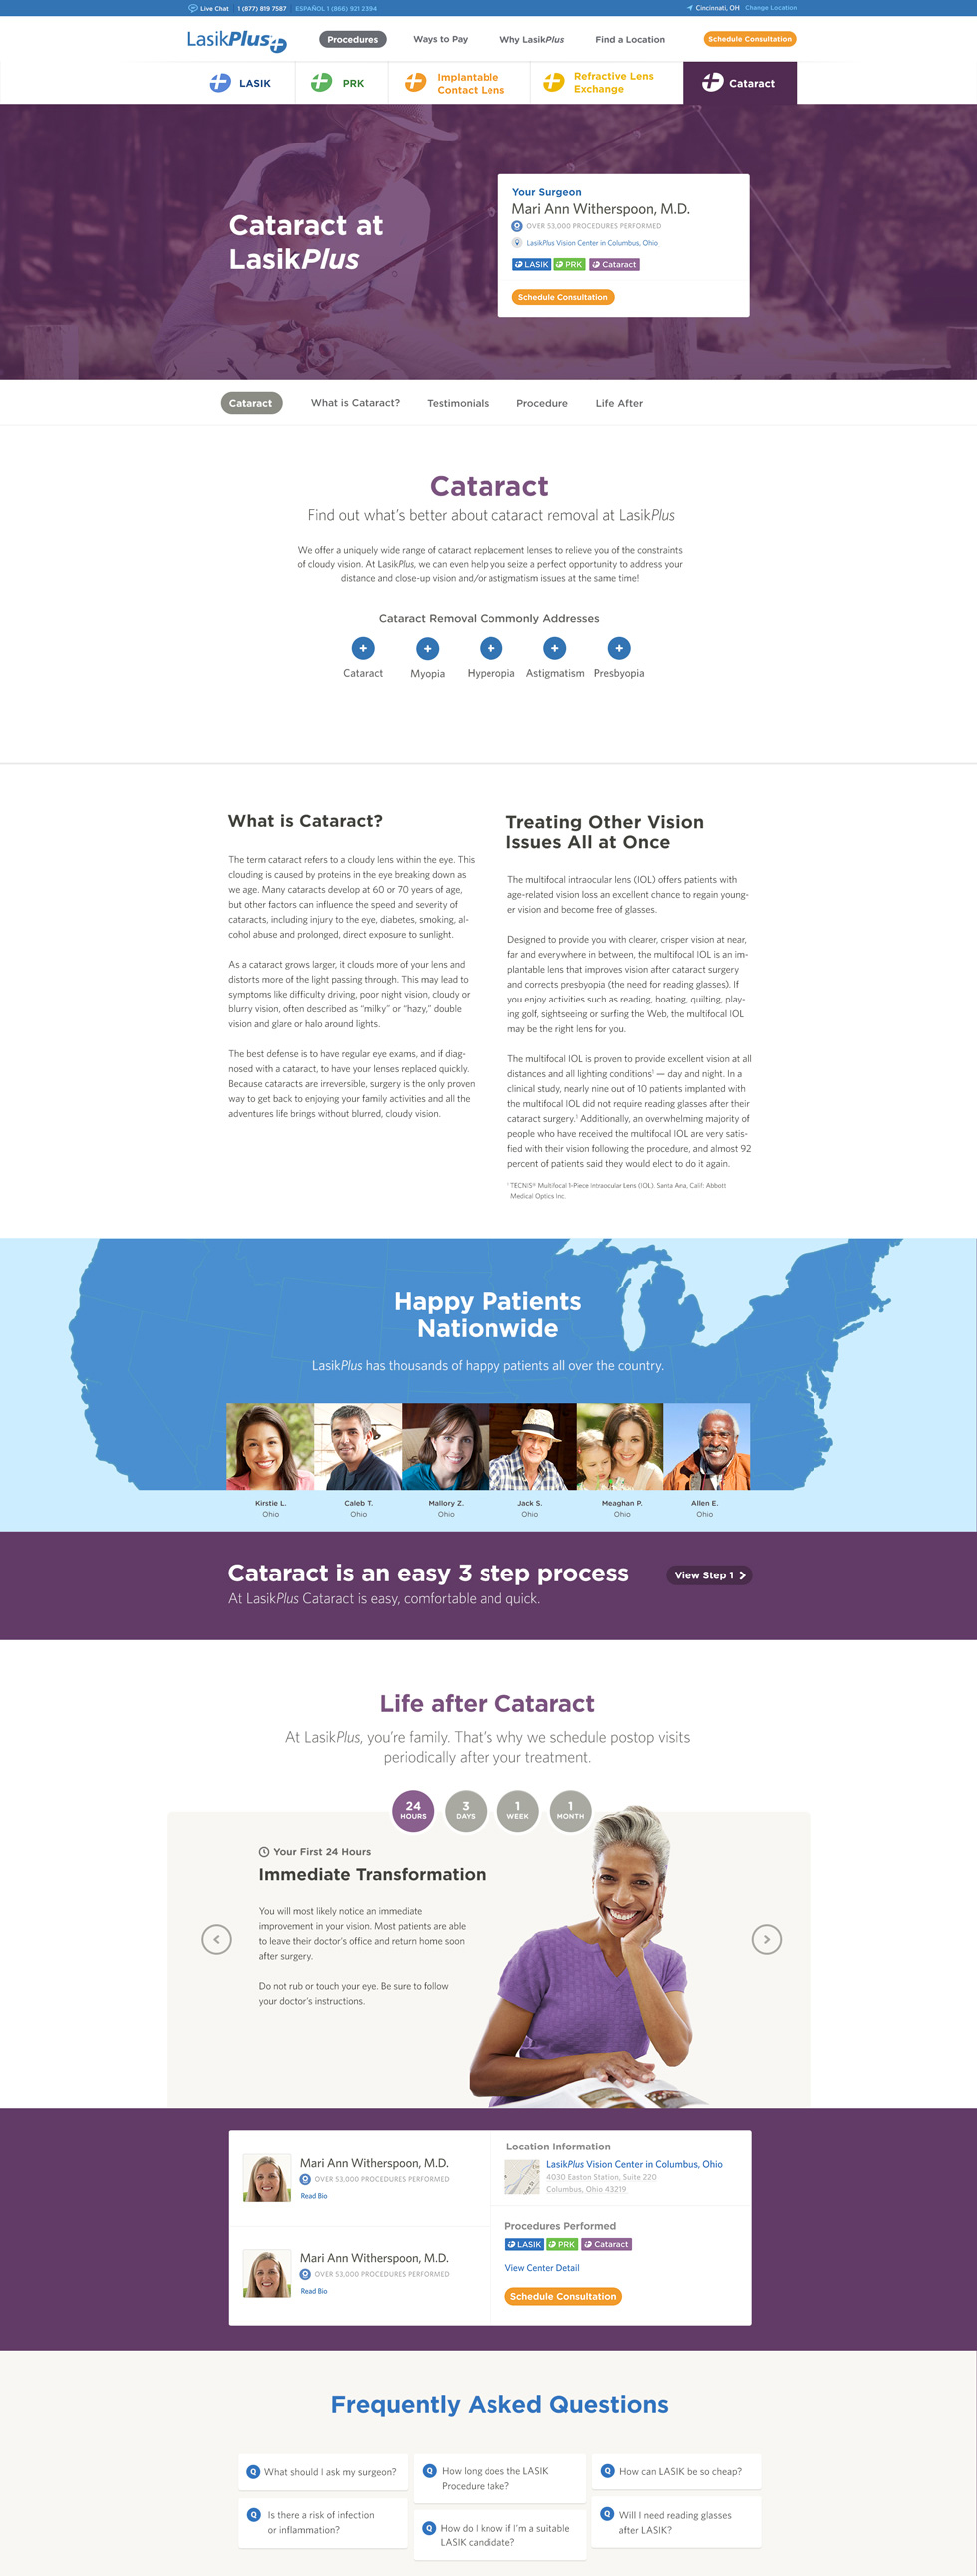 Live Chat 1 (877) 819 7587 ESPAÑOL 1 (866) 921 2394
Cincinnati, OH Change Location
LasikPlus
Procedures
Ways to Pay
Why LasikPlus
Find a Location
Schedule Consultation
LASIK
PRK
Implantable
Contact Lens
Refractive Lens
Exchange
Cataract
Cataract at
LasikPlus
Your Surgeon
Mari Ann Witherspoon, M.D.
OVER 53,000 PROCEDURES PERFORMED
LasikPlus Vision Center in Columbus, Ohio
LASIK PRK Cataract
Schedule Consultation
Cataract
What is Cataract?
Testimonials
Procedure
Life After
Cataract
Find out what's better about cataract removal at LasikPlus
We offer a uniquely wide range of cataract replacement lenses to relieve you of the constraints
of cloudy vision. At LasikPlus, we can even help you seize a perfect opportunity to address your
distance and close-up vision and/or astigmatism issues at the same time!
Cataract Removal Commonly Addresses
Cataract
Myopia
Hyperopia
Astigmatism
Presbyopia
What is Cataract?
The term cataract refers to a cloudy lens within the eye. This
clouding is caused by proteins in the eye breaking down as
we age. Many cataracts develop at 60 or 70 years of age,
but other factors can influence the speed and severity of
cataracts, including injury to the eye, diabetes, smoking, al-
cohol abuse and prolonged, direct exposure to sunlight.
As a cataract grows larger, it clouds more of your lens and
distorts more of the light passing through. This may lead to
symptoms like difficulty driving, poor night vision, cloudy or
blurry vision, often described as "milky" or "hazy," double
vision and glare or halo around lights.
The best defense is to have regular eye exams, and if diag-
nosed with a cataract, to have your lenses replaced quickly.
Because cataracts are irreversible, surgery is the only proven
way to get back to enjoying your family activities and all the
adventures life brings without blurred, cloudy vision.
Treating Other Vision
Issues All at Once
The multifocal intraocular lens (IOL) offers patients with
age-related vision loss an excellent chance to regain young-
er vision and become free of glasses.
Designed to provide you with clearer, crisper vision at near,
far and everywhere in between, the multifocal IOL is an im-
plantable lens that improves vision after cataract surgery
and corrects presbyopia (the need for reading glasses). If
you enjoy activities such as reading, boating, quilting, play-
ing golf, sightseeing or surfing the Web, the multifocal IOL
may be the right lens for you.
The multifocal IOL is proven to provide excellent vision at all
distances and all lighting conditions¹ — day and night. In a
clinical study, nearly nine out of 10 patients implanted with
the multifocal IOL did not require reading glasses after their
cataract surgery.¹ Additionally, an overwhelming majority of
people who have received the multifocal IOL are very satis-
fied with their vision following the procedure, and almost 92
percent of patients said they would elect to do it again.
¹ TECNIS® Multifocal 1-Piece Intraocular Lens (IOL). Santa Ana, Calif: Abbott
Medical Optics Inc.
Happy Patients
Nationwide
LasikPlus has thousands of happy patients all over the country.
Kirstie L.
Ohio
Caleb T.
Ohio
Mallory Z.
Ohio
Jack S.
Ohio
Meaghan P.
Ohio
Allen E.
Ohio
Cataract is an easy 3 step process
At LasikPlus Cataract is easy, comfortable and quick.
View Step 1
Life after Cataract
At LasikPlus, you're family. That's why we schedule postop visits
periodically after your treatment.
24
HOURS
3
DAYS
1
WEEK
1
MONTH
Your First 24 Hours
Immediate Transformation
You will most likely notice an immediate
improvement in your vision. Most patients are able
to leave their doctor's office and return home soon
after surgery.
Do not rub or touch your eye. Be sure to follow
your doctor's instructions.
Mari Ann Witherspoon, M.D.
OVER 53,000 PROCEDURES PERFORMED
Read Bio
Mari Ann Witherspoon, M.D.
OVER 53,000 PROCEDURES PERFORMED
Read Bio
Location Information
LasikPlus Vision Center in Columbus, Ohio
4030 Easton Station, Suite 220
Columbus, Ohio 43219
Procedures Performed
LASIK PRK Cataract
View Center Detail
Schedule Consultation
Frequently Asked Questions
Q What should I ask my surgeon?
Q How long does the LASIK
Procedure take?
Q How can LASIK be so cheap?
Q Is there a risk of infection
or inflammation?
Q How do I know if I'm a suitable
LASIK candidate?
Q Will I need reading glasses
after LASIK?